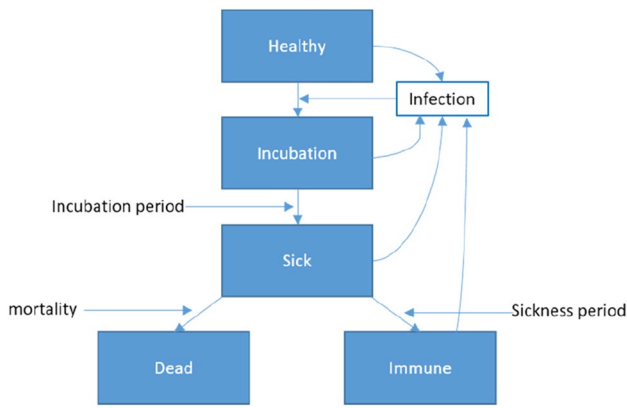 Healthy
Infection
Incubation
Incubation period
Sick
mortality
Sickness period
Dead
Immune